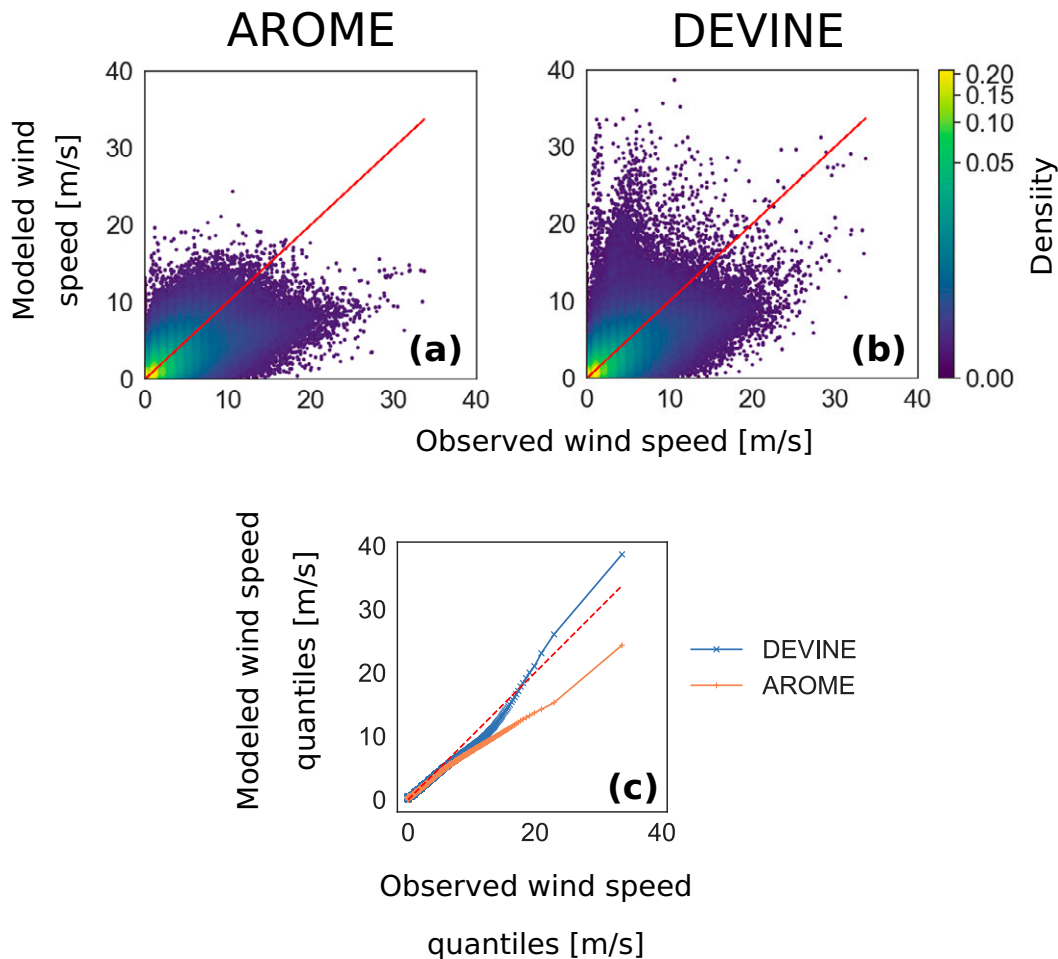 AROME
DEVINE
Modeled wind
speed [m/s]
40
30
20
10
0
0
10
20
30
40
(a)
40
30
20
10
0
0
10
20
30
40
(b)
0.20
0.15
0.10
0.05
0.00
Densiity
Observed wind speed [m/s]
Modeled wind speed
quantiles [m/s]
40
30
20
10
0
0
20
40
(c)
DEVINE
AROME
Observed wind speed
quantiles [m/s]